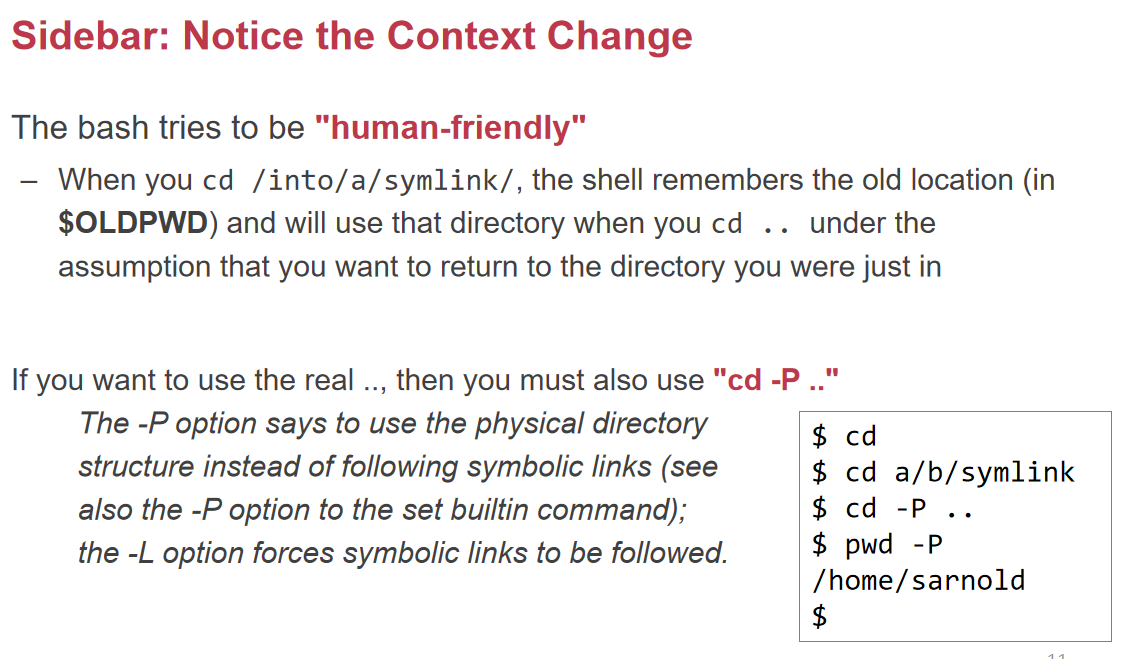 Sidebar: Notice the Context Change
The bash tries to be "human-friendly"
– When you cd /into/a/symlink/, the shell remembers the old location (in
$OLDPWD) and will use that directory when you cd .. under the
assumption that you want to return to the directory you were just in
If you want to use the real .., then you must also use "cd -P .."
The -P option says to use the physical directory
structure instead of following symbolic links (see
also the -P option to the set builtin command);
the -L option forces symbolic links to be followed.
$ cd
$ cd a/b/symlink
$ cd -P ..
$ pwd -P
/home/sarnold
$